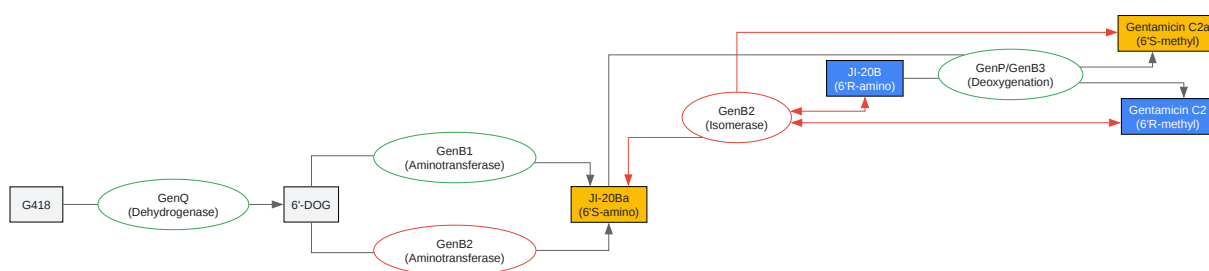 Gentamicin C2a
(6'S-methyl)
JI-20B
(6'R-amino)
GenP/GenB3
(Deoxygenation)
GenB2
(Isomerase)
Gentamicin C2
(6'R-methyl)
GenB1
(Aminotransferase)
G418
GenQ
(Dehydrogenase)
6'-DOG
JI-20Ba
(6'S-amino)
GenB2
(Aminotransferase)